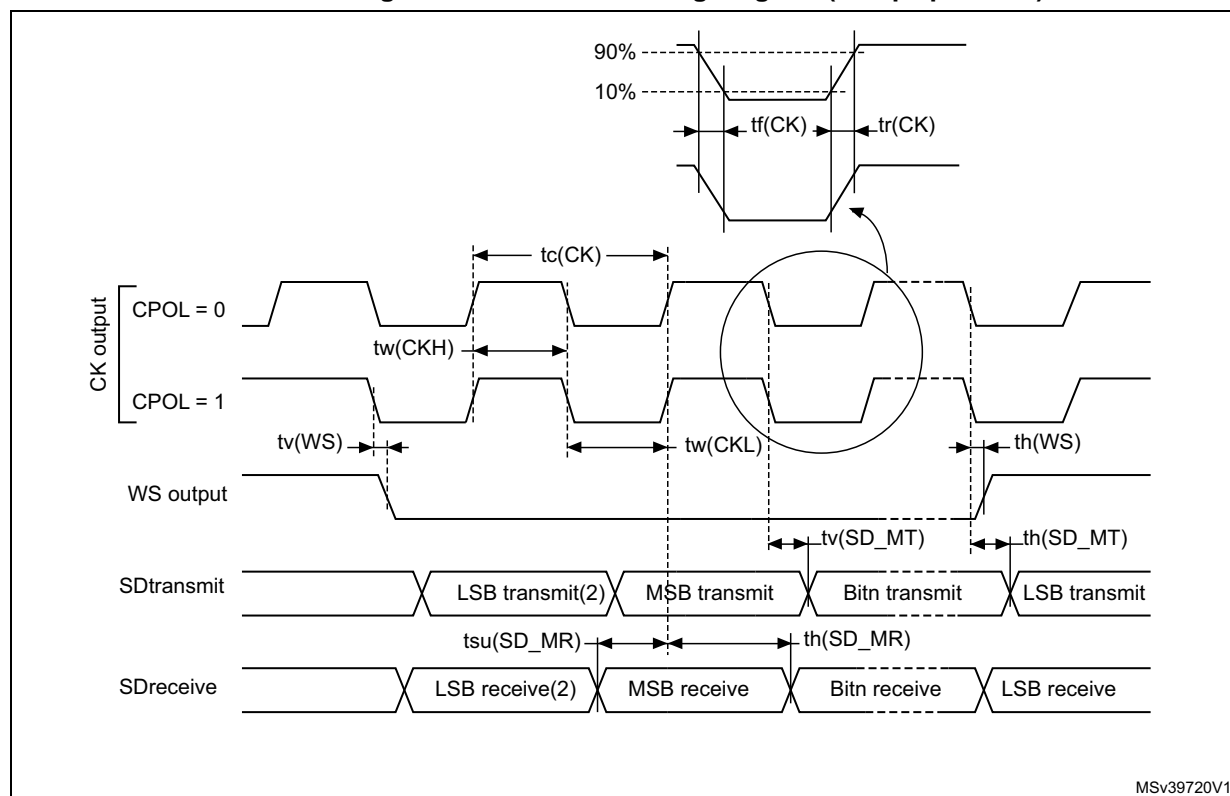 90%
10%
tf(CK)
tr(CK)
tc(CK)
CK output
CPOL = 0
tw(CKH)
CPOL = 1
tv(WS)
tw(CKL)
th(WS)
WS output
tv(SD_MT)
th(SD_MT)
SDtransmit
LSB transmit(2)
MSB transmit
Bitn transmit
LSB transmit
tsu(SD_MR)
th(SD_MR)
SDreceive
LSB receive(2)
MSB receive
Bitn receive
LSB receive
MSv39720V1